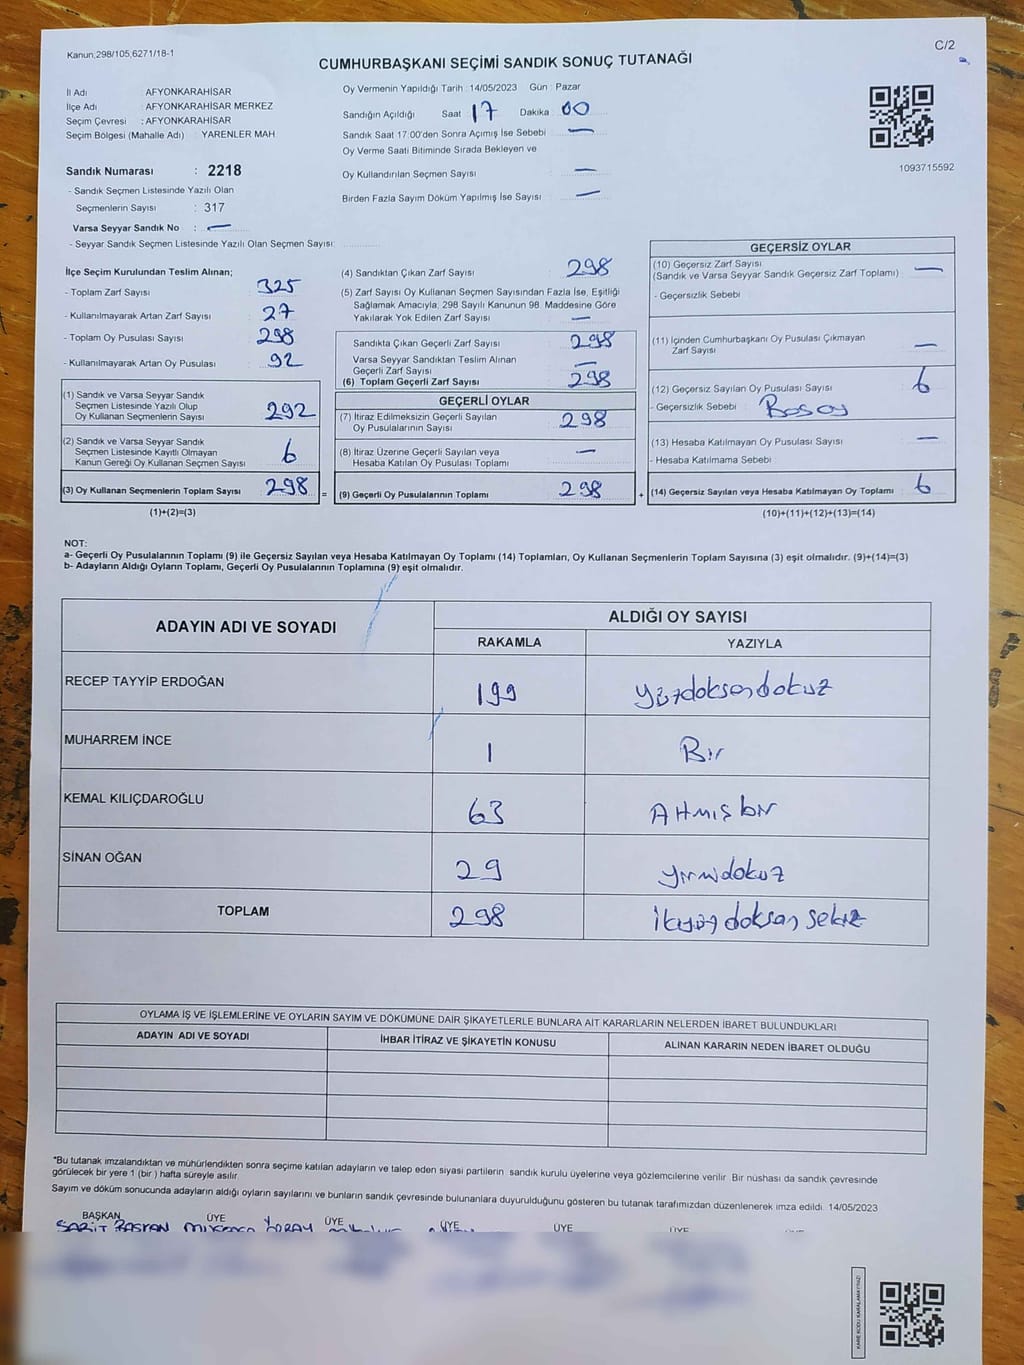 Kanun;298/105,6271/18-1
C/2
CUMHURBAŞKANI SEÇİMİ SANDIK SONUÇ TUTANAĞI
İl Adı AFYONKARAHİSAR
İlçe Adı : AFYONKARAHİSAR MERKEZ
Seçim Çevresi : AFYONKARAHİSAR
Seçim Bölgesi (Mahalle Adı) YARENLER MAH
Sandık Numarası : 2218
- Sandık Seçmen Listesinde Yazılı Olan
Seçmenlerin Sayısı : 317
Varsa Seyyar Sandık No : —
- Seyyar Sandık Seçmen Listesinde Yazılı Olan Seçmen Sayısı:
Oy Vermenin Yapıldığı Tarih :14/05/2023 Gün : Pazar
Sandığın Açıldığı Saat 17 Dakika 00
Sandık Saat 17:00'den Sonra Açımış İse Sebebi —
Oy Verme Saati Bitiminde Sırada Bekleyen ve
Oy Kullandırılan Seçmen Sayısı —
Birden Fazla Sayım Döküm Yapılmış İse Sayısı —
1093715592
İlçe Seçim Kurulundan Teslim Alınan;
- Toplam Zarf Sayısı 325
- Kullanılmayarak Artan Zarf Sayısı 27
- Toplam Oy Pusulası Sayısı 298
- Kullanılmayarak Artan Oy Pusulası 92
(1) Sandık ve Varsa Seyyar Sandık
Seçmen Listesinde Yazılı Olup
Oy Kullanan Seçmenlerin Sayısı 292
(2) Sandık ve Varsa Seyyar Sandık
Seçmen Listesinde Kayıtlı Olmayan
Kanun Gereği Oy Kullanan Seçmen Sayısı 6
(3) Oy Kullanan Seçmenlerin Toplam Sayısı 298 =
(1)+(2)=(3)
(4) Sandıktan Çıkan Zarf Sayısı 298
(5) Zarf Sayısı Oy Kullanan Seçmen Sayısından Fazla İse, Eşitliği
Sağlamak Amacıyla, 298 Sayılı Kanunun 98. Maddesine Göre
Yakılarak Yok Edilen Zarf Sayısı —
Sandıkta Çıkan Geçerli Zarf Sayısı 298
Varsa Seyyar Sandıktan Teslim Alınan
Geçerli Zarf Sayısı —
(6) Toplam Geçerli Zarf Sayısı 298
GEÇERLİ OYLAR
(7) İtiraz Edilmeksizin Geçerli Sayılan
Oy Pusulalarının Sayısı 298
(8) İtiraz Üzerine Geçerli Sayılan veya
Hesaba Katılan Oy Pusulası Toplamı —
(9) Geçerli Oy Pusulalarının Toplamı 298 +
GEÇERSİZ OYLAR
(10) Geçersiz Zarf Sayısı
(Sandık ve Varsa Seyyar Sandık Geçersiz Zarf Toplamı) —
- Geçersizlik Sebebi
(11) İçinden Cumhurbaşkanı Oy Pusulası Çıkmayan
Zarf Sayısı —
(12) Geçersiz Sayılan Oy Pusulası Sayısı 6
- Geçersizlik Sebebi Boş oy
(13) Hesaba Katılmayan Oy Pusulası Sayısı —
- Hesaba Katılmama Sebebi
(14) Geçersiz Sayılan veya Hesaba Katılmayan Oy Toplamı 6
(10)+(11)+(12)+(13)=(14)
NOT:
a- Geçerli Oy Pusulalarının Toplamı (9) ile Geçersiz Sayılan veya Hesaba Katılmayan Oy Toplamı (14) Toplamları, Oy Kullanan Seçmenlerin Toplam Sayısına (3) eşit olmalıdır. (9)+(14)=(3)
b- Adayların Aldığı Oyların Toplamı, Geçerli Oy Pusulalarının Toplamına (9) eşit olmalıdır.
ADAYIN ADI VE SOYADI ALDIĞI OY SAYISI
RAKAMLA YAZIYLA
RECEP TAYYİP ERDOĞAN 199 yüzdoksandokuz
MUHARREM İNCE 1 Bir
KEMAL KILIÇDAROĞLU 63 Atmış bir
SİNAN OĞAN 29 yirmidokuz
TOPLAM 298 ikiyüz doksan sekiz
OYLAMA İŞ VE İŞLEMLERİNE VE OYLARIN SAYIM VE DÖKÜMÜNE DAİR ŞİKAYETLERLE BUNLARA AİT KARARLARIN NELERDEN İBARET BULUNDUKLARI
ADAYIN ADI VE SOYADI İHBAR İTİRAZ VE ŞİKAYETİN KONUSU ALINAN KARARIN NEDEN İBARET OLDUĞU
*Bu tutanak imzalandıktan ve mühürlendikten sonra seçime katılan adayların ve talep eden siyasi partilerin sandık kurulu üyelerine veya gözlemcilerine verilir Bir nüshası da sandık çevresinde
görülecek bir yere 1 (bir ) hafta süreyle asılır
Sayım ve döküm sonucunda adayların aldığı oyların sayılarını ve bunların sandık çevresinde bulunanlara duyurulduğunu gösteren bu tutanak tarafımızdan düzenlenerek imza edildi. 14/05/2023
BAŞKAN ÜYE ÜYE ÜYE ÜYE ÜYE ÜYE
KARE KODU KARALAMAYINIZ!